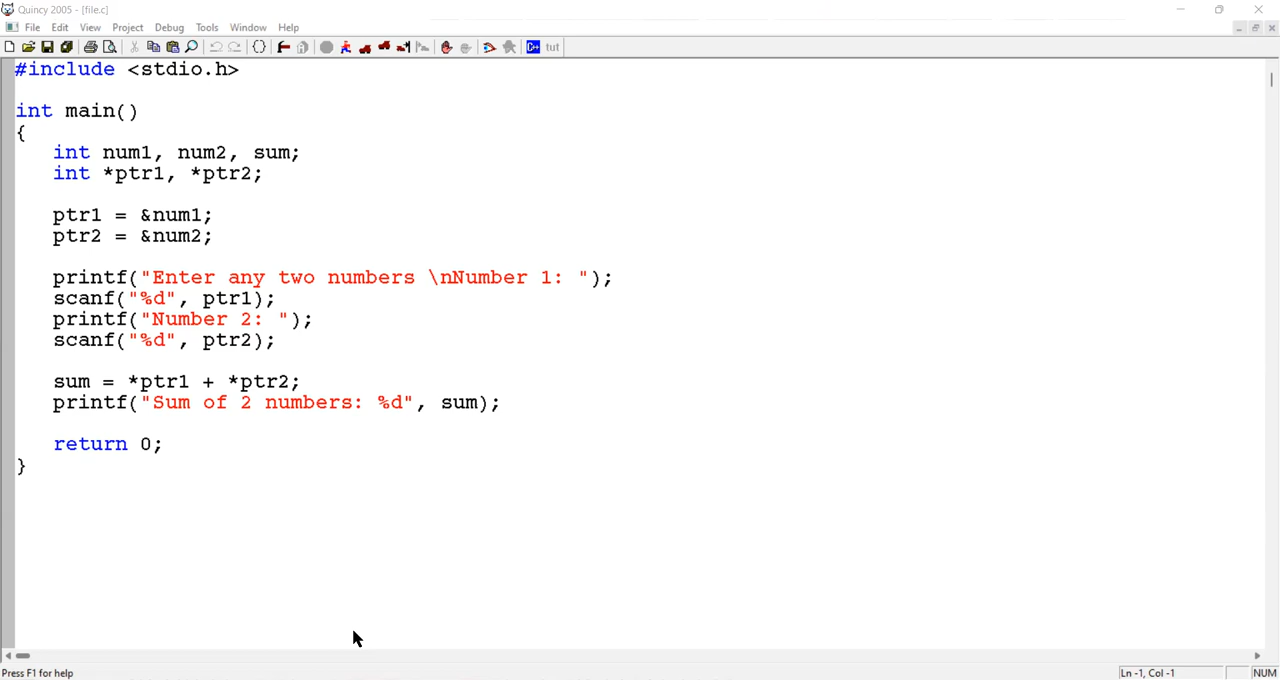 Quincy 2005 - [file.c]
File Edit View Project Debug Tools Window Help
C++ tut
#include <stdio.h>
int main()
{
int num1, num2, sum;
int *ptr1, *ptr2;
ptr1 = &num1;
ptr2 = &num2;
printf("Enter any two numbers \nNumber 1: ");
scanf("%d", ptr1);
printf("Number 2: ");
scanf("%d", ptr2);
sum = *ptr1 + *ptr2;
printf("Sum of 2 numbers: %d", sum);
return 0;
}
Press F1 for help Ln -1, Col -1 NUM